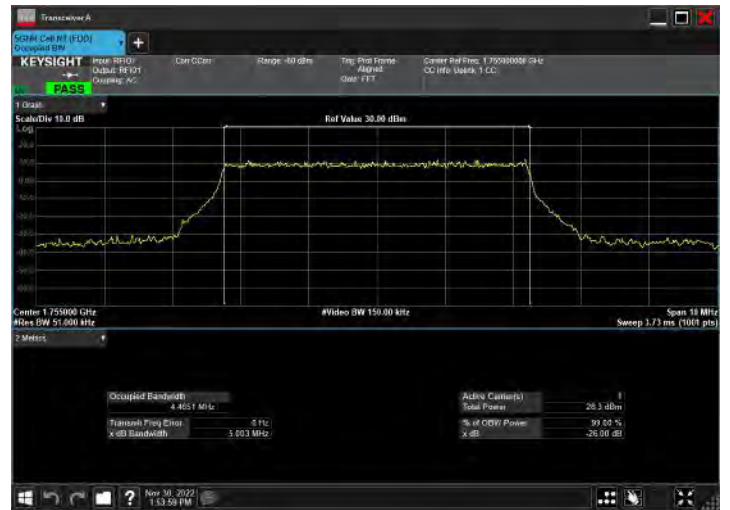 Transceiver A
5GNR Cell NT (FDD)
Occupied BW
KEYSIGHT
Coupling: AC
Range: -60 dBm
Trig: Prdl Frame
Aligned
Gate: FFT
Center Ref Freq: 1.755000000 GHz
CC Info: Uplink, 1 CC
PASS
1 Graph
Scale/Div 10.0 dB
Ref Value 30.00 dBm
Log
Center 1.755000 GHz
#Video BW 150.00 kHz
Span 10 MHz
#Res BW 51.000 kHz
Sweep 3.73 ms (1001 pts)
2 Metrics
Occupied Bandwidth
4.4651 MHz
Active Carrier(s)
1
Total Power
28.3 dBm
Transmit Freq Error
0 Hz
% of OBW Power
99.00 %
x dB Bandwidth
5.003 MHz
x dB
-26.00 dB
Nov 30, 2022
1:53:59 PM